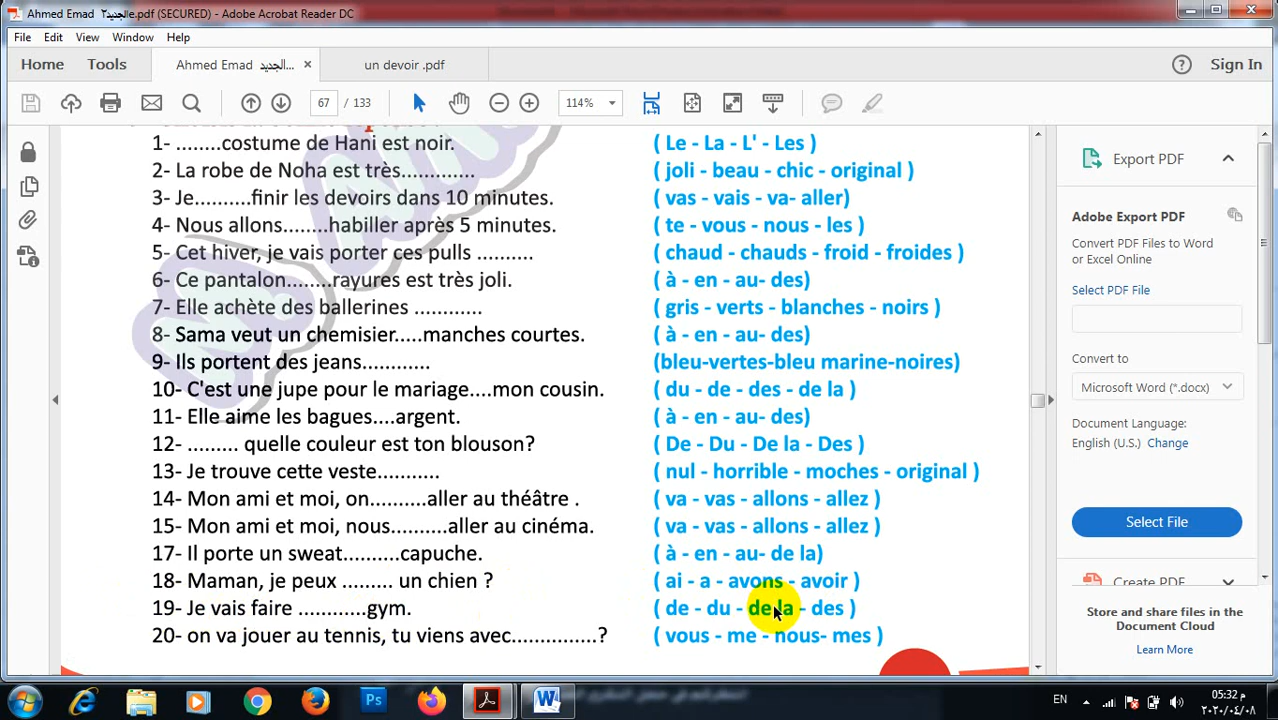 Ahmed Emad الجديد٢e.pdf (SECURED) - Adobe Acrobat Reader DC
File Edit View Window Help
Home Tools Ahmed Emad الجديد... × un devoir .pdf ? Sign In
67 / 133 114%
1- ........costume de Hani est noir. ( Le - La - L' - Les )
2- La robe de Noha est très............. ( joli - beau - chic - original )
3- Je..........finir les devoirs dans 10 minutes. ( vas - vais - va- aller)
4- Nous allons........habiller après 5 minutes. ( te - vous - nous - les )
5- Cet hiver, je vais porter ces pulls .......... ( chaud - chauds - froid - froides )
6- Ce pantalon........rayures est très joli. ( à - en - au- des)
7- Elle achète des ballerines ............ ( gris - verts - blanches - noirs )
8- Sama veut un chemisier.....manches courtes. ( à - en - au- des)
9- Ils portent des jeans............ (bleu-vertes-bleu marine-noires)
10- C'est une jupe pour le mariage....mon cousin. ( du - de - des - de la )
11- Elle aime les bagues....argent. ( à - en - au- des)
12- ......... quelle couleur est ton blouson? ( De - Du - De la - Des )
13- Je trouve cette veste........... ( nul - horrible - moches - original )
14- Mon ami et moi, on..........aller au théâtre . ( va - vas - allons - allez )
15- Mon ami et moi, nous..........aller au cinéma. ( va - vas - allons - allez )
17- Il porte un sweat..........capuche. ( à - en - au- de la)
18- Maman, je peux ......... un chien ? ( ai - a - avons - avoir )
19- Je vais faire ............gym. ( de - du - de la - des )
20- on va jouer au tennis, tu viens avec...............? ( vous - me - nous- mes )
Export PDF
Adobe Export PDF
Convert PDF Files to Word
or Excel Online
Select PDF File
Convert to
Microsoft Word (*.docx)
Document Language:
English (U.S.) Change
Select File
Create PDF
Store and share files in the
Document Cloud
Learn More
EN
05:32 م
٢٠٢٠/٠٤/٠٨